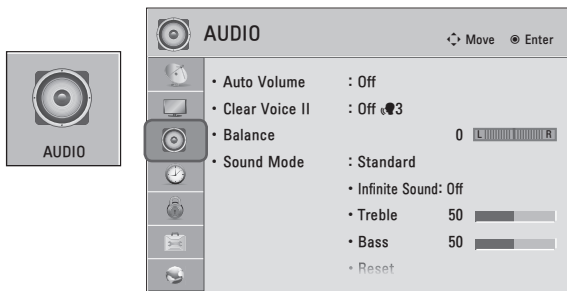 AUDIO
AUDIO
Move Enter
• Auto Volume : Off
• Clear Voice II : Off 3
• Balance 0 L R
• Sound Mode : Standard
• Infinite Sound: Off
• Treble 50
• Bass 50
• Reset